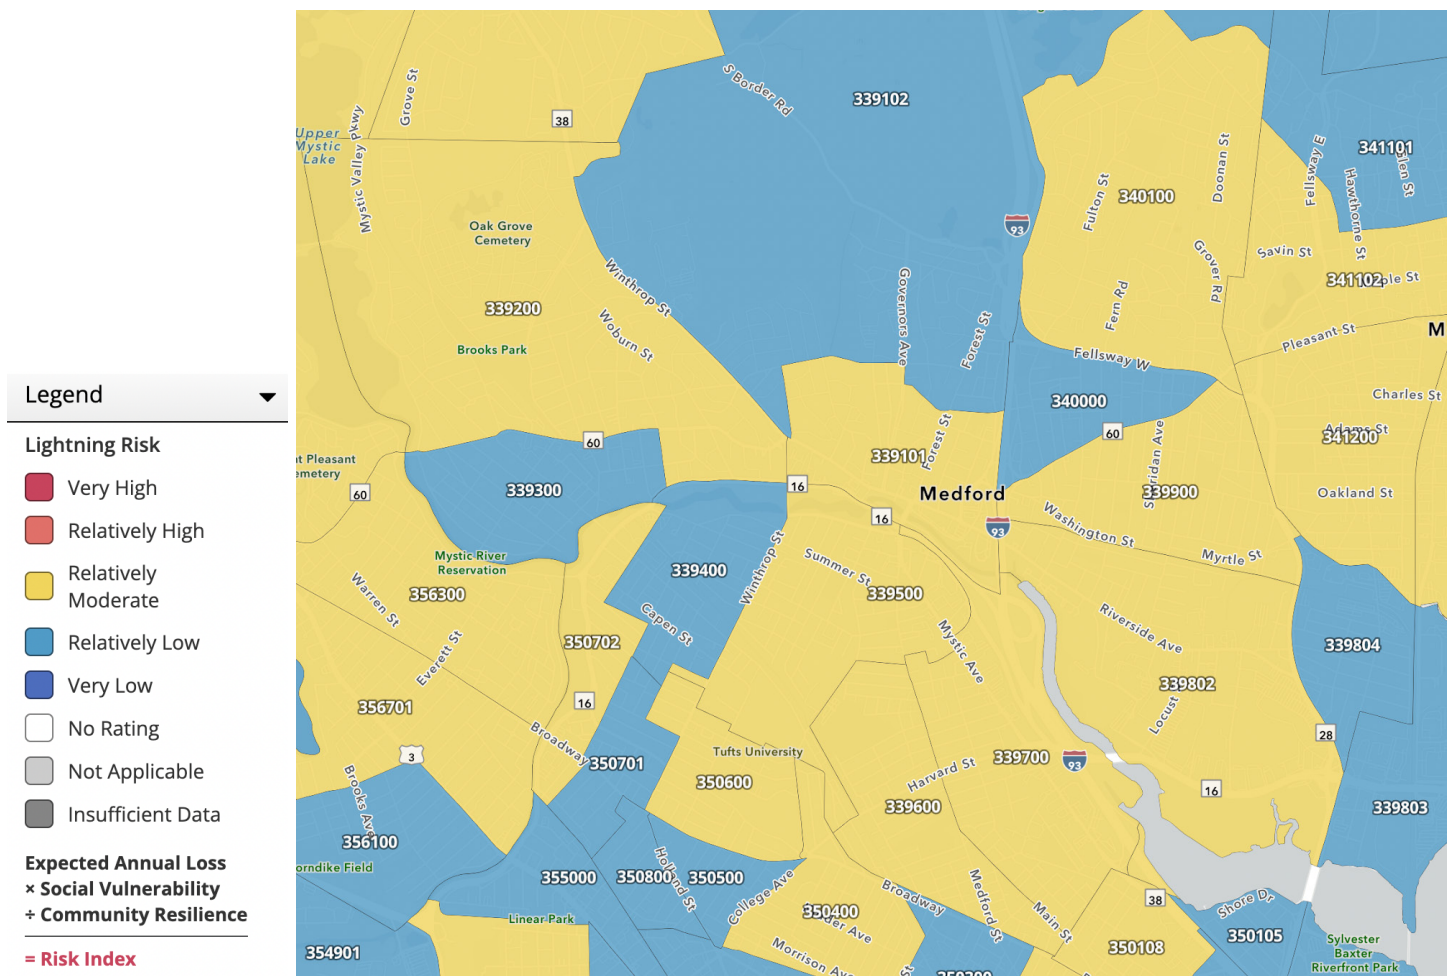 Legend
Lightning Risk
Very High
Relatively High
Relatively
Moderate
Relatively Low
Very Low
No Rating
Not Applicable
Insufficient Data
Expected Annual Loss
× Social Vulnerability
÷ Community Resilience
= Risk Index
S Border Rd
339102
Grove St
38
Mystic Valley Pkwy
Upper
Mystic
Lake
Fellsway E
341101
Glen St
Hawthorne St
Doonan St
Fulton St
340100
93
Oak Grove
Cemetery
Savin St
Grover Rd
341102
Maple St
Winthrop St
Governors Ave
Forest St
Fern Rd
339200
Woburn St
Brooks Park
Pleasant St
M
Fellsway W
Charles St
340000
60
60
Adams St
341200
Forest St
339101
Sheridan Ave
nt Pleasant
emetery
60
339300
16
Medford
339900
Oakland St
16
93
Washington St
Mystic River
Reservation
Winthrop St
Summer St
Myrtle St
339400
356300
339500
Warren St
Capen St
Riverside Ave
Everett St
350702
Mystic Ave
339804
339802
356701
16
Locust
Broadway
28
3
350701
Tufts University
339700
93
350600
Harvard St
16
Brooks Ave
339600
339803
356100
orndike Field
355000
350800
Holland St
350500
College Ave
Broadway
Medford St
38
Shore Dr
350400
Main St
Linear Park
350105
354901
Morrison Ave
350108
Sylvester
Baxter
Riverfront Park
St